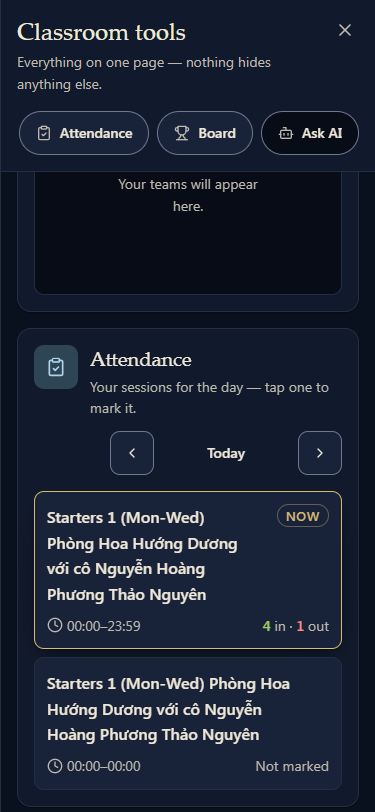 Classroom tools
Everything on one page — nothing hides
anything else.
Attendance
Board
Ask AI
Your teams will appear
here.
Attendance
Your sessions for the day — tap one to
mark it.
Today
Starters 1 (Mon-Wed)
Phòng Hoa Hướng Dương
với cô Nguyễn Hoàng
Phương Thảo Nguyên
NOW
00:00–23:59
4 in · 1 out
Starters 1 (Mon-Wed) Phòng Hoa
Hướng Dương với cô Nguyễn
Hoàng Phương Thảo Nguyên
00:00–00:00
Not marked